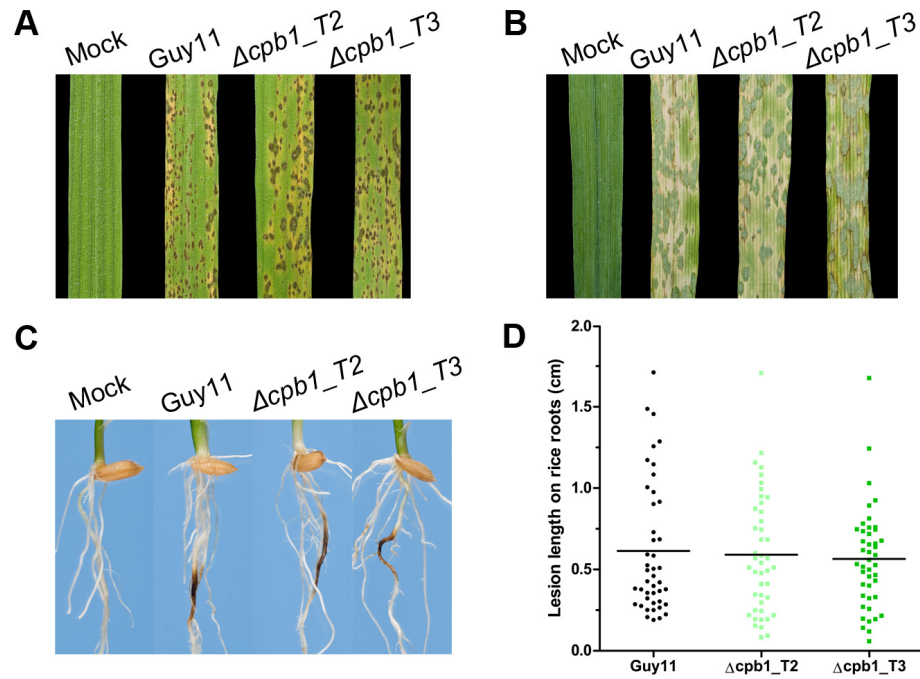 A
Mock Guy11 Δcpb1_T2 Δcpb1_T3
B
Mock Guy11 Δcpb1_T2 Δcpb1_T3
C
Mock Guy11 Δcpb1_T2 Δcpb1_T3
D
Lesion length on rice roots (cm)
2.0
1.5
1.0
0.5
0.0
Guy11 Δcpb1_T2 Δcpb1_T3